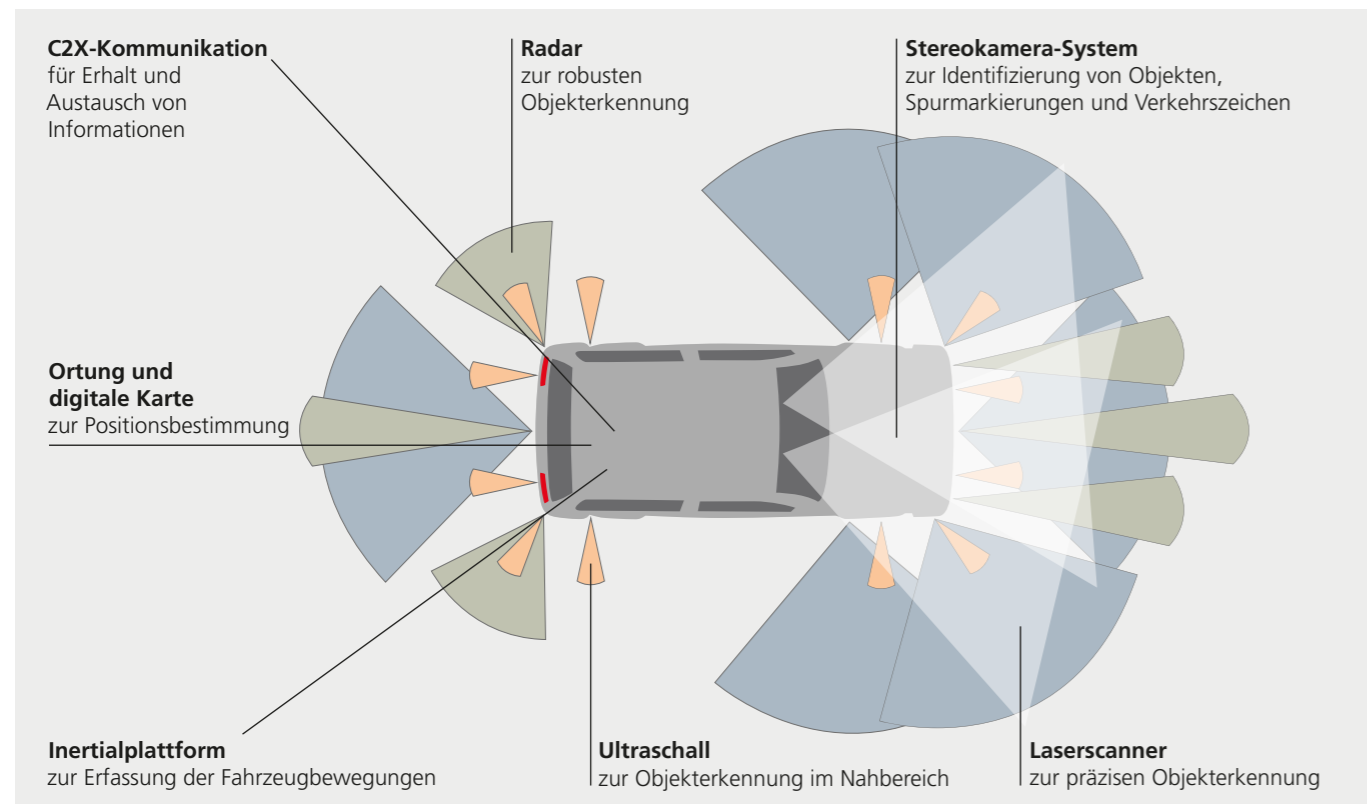 C2X-Kommunikation
für Erhalt und
Austausch von
Informationen
Radar
zur robusten
Objekterkennung
Stereokamera-System
zur Identifizierung von Objekten,
Spurmarkierungen und Verkehrszeichen
Ortung und
digitale Karte
zur Positionsbestimmung
Inertialplattform
zur Erfassung der Fahrzeugbewegungen
Ultraschall
zur Objekterkennung im Nahbereich
Laserscanner
zur präzisen Objekterkennung